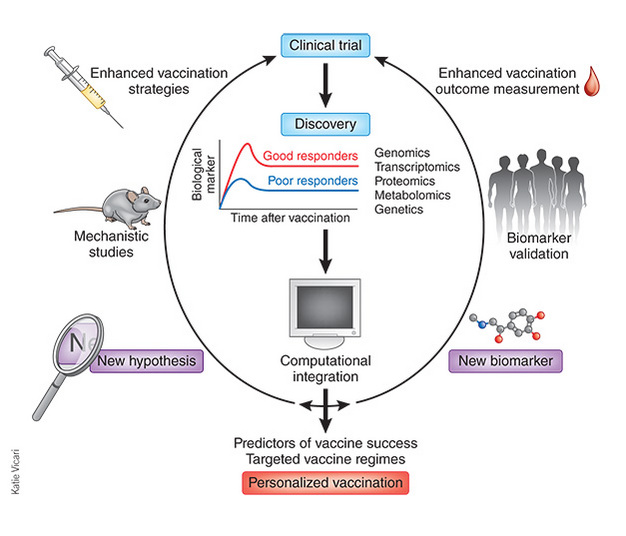 Clinical trial
Enhanced vaccination
strategies
Enhanced vaccination
outcome measurement
Discovery
Biological
marker
Good responders
Poor responders
Time after vaccination
Genomics
Transcriptomics
Proteomics
Metabolomics
Genetics
Mechanistic
studies
Biomarker
validation
N
New hypothesis
Computational
integration
New biomarker
Predictors of vaccine success
Targeted vaccine regimes
Personalized vaccination
Katie Vicari